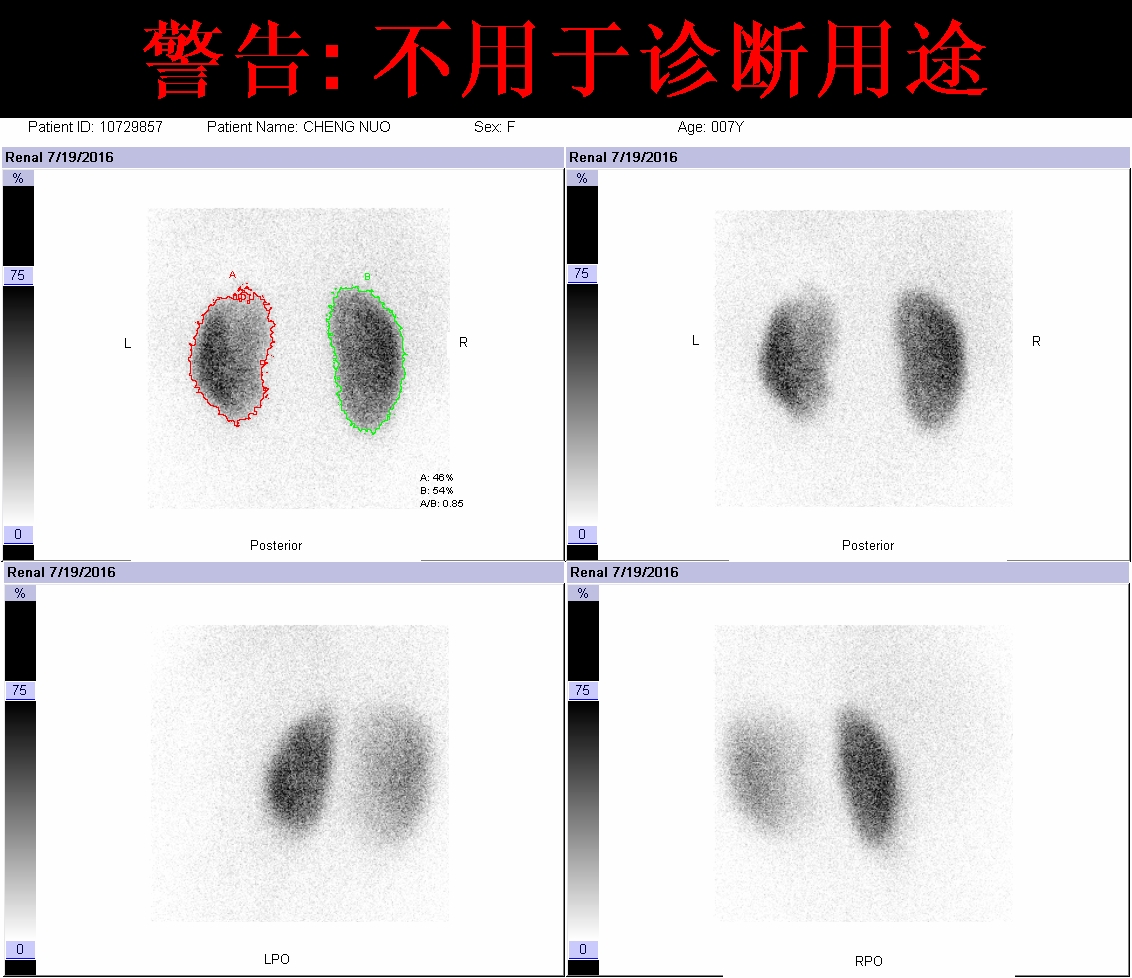 警告: 不用于诊断用途
Patient ID: 10729857 Patient Name: CHENG NUO Sex: F Age: 007Y
Renal 7/19/2016
%
75
0
A
B
L
R
A: 46%
B: 54%
A/B: 0.85
Posterior
Renal 7/19/2016
%
75
0
L
R
Posterior
Renal 7/19/2016
%
75
0
LPO
Renal 7/19/2016
%
75
0
RPO